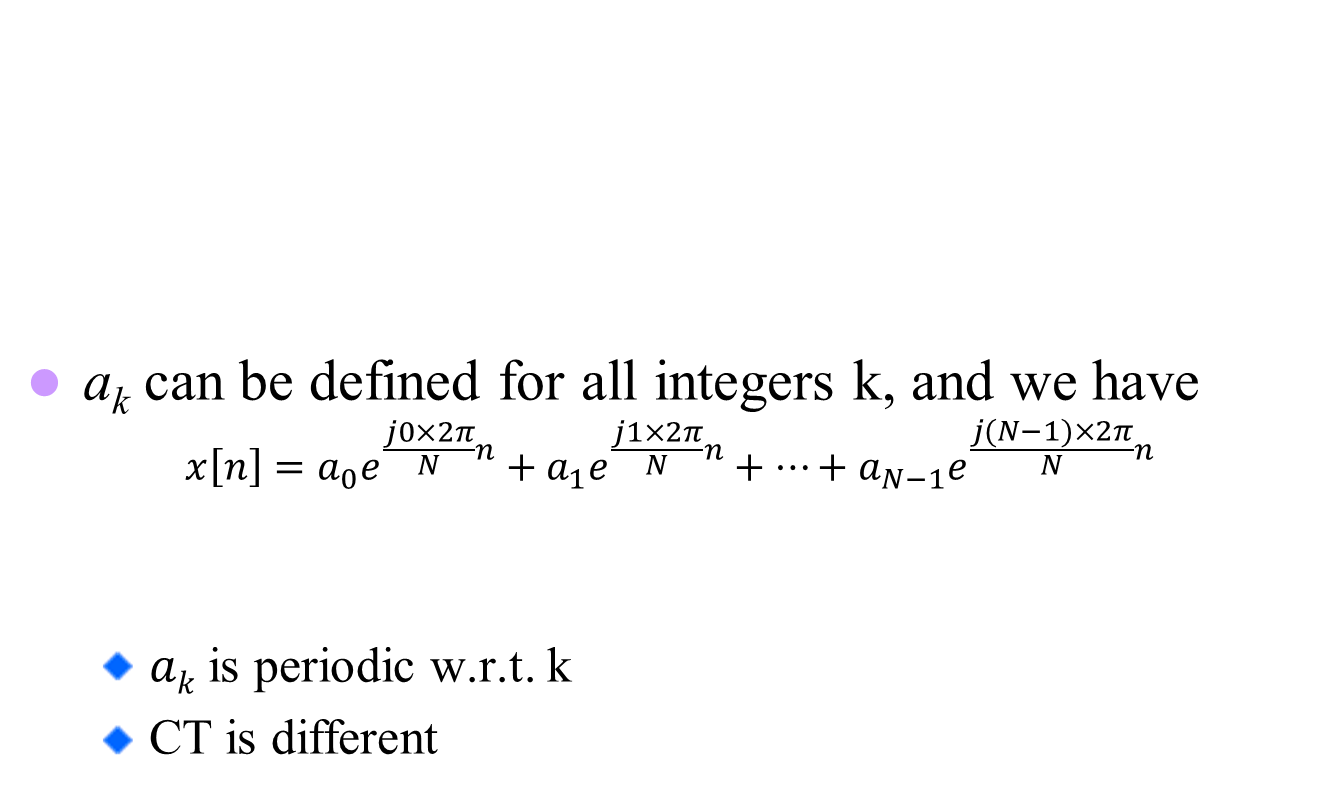 a_k can be defined for all integers k, and we have
x[n] = a_0 e^{\frac{j0×2π}{N}n} + a_1 e^{\frac{j1×2π}{N}n} + ⋯ + a_{N−1} e^{\frac{j(N−1)×2π}{N}n}
a_k is periodic w.r.t. k
CT is different